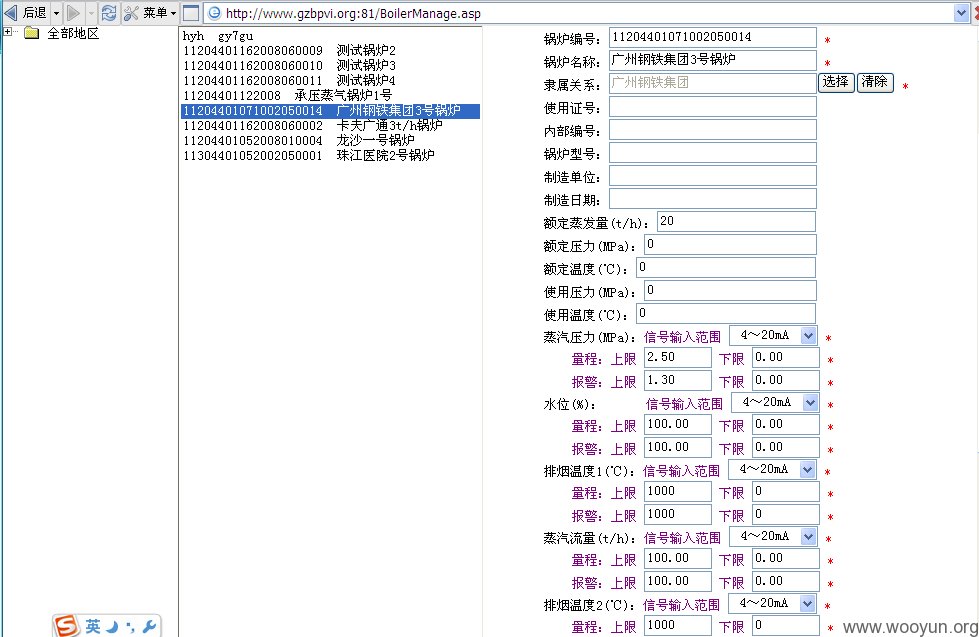 后退 菜单 http://www.gzbpvi.org:81/BoilerManage.asp
全部地区
hyh gy7gu
11204401162008060009 测试锅炉2
11204401162008060010 测试锅炉3
11204401162008060011 测试锅炉4
11204401122008 承压蒸气锅炉1号
11204401071002050014 广州钢铁集团3号锅炉
11204401162008060002 卡夫广通3t/h锅炉
11204401052008010004 龙沙一号锅炉
11304401052002050001 珠江医院2号锅炉
锅炉编号: 11204401071002050014 *
锅炉名称: 广州钢铁集团3号锅炉 *
隶属关系: 广州钢铁集团 选择 清除 *
使用证号:
内部编号:
锅炉型号:
制造单位:
制造日期:
额定蒸发量(t/h): 20
额定压力(MPa): 0
额定温度(℃): 0
使用压力(MPa): 0
使用温度(℃): 0
蒸汽压力(MPa): 信号输入范围 4～20mA *
量程: 上限 2.50 下限 0.00 *
报警: 上限 1.30 下限 0.00 *
水位(%): 信号输入范围 4～20mA *
量程: 上限 100.00 下限 0.00 *
报警: 上限 100.00 下限 0.00 *
排烟温度1(℃): 信号输入范围 4～20mA *
量程: 上限 1000 下限 0 *
报警: 上限 1000 下限 0 *
蒸汽流量(t/h): 信号输入范围 4～20mA *
量程: 上限 100.00 下限 0.00 *
报警: 上限 100.00 下限 0.00 *
排烟温度2(℃): 信号输入范围 4～20mA *
量程: 上限 1000 下限 0 *
S 英
www.wooyun.org